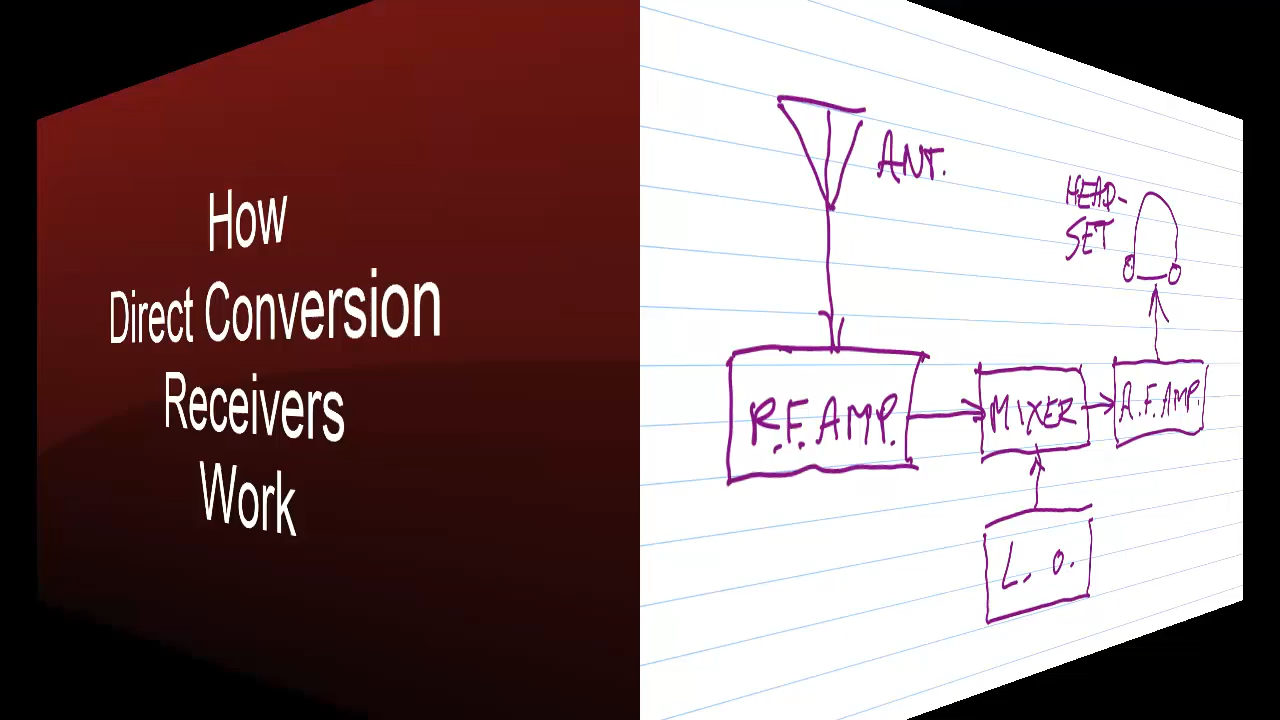 How
Direct Conversion
Receivers
Work
ANT.
HEAD-
SET
R.F. AMP.
MIXER
A.F. AMP.
L. O.